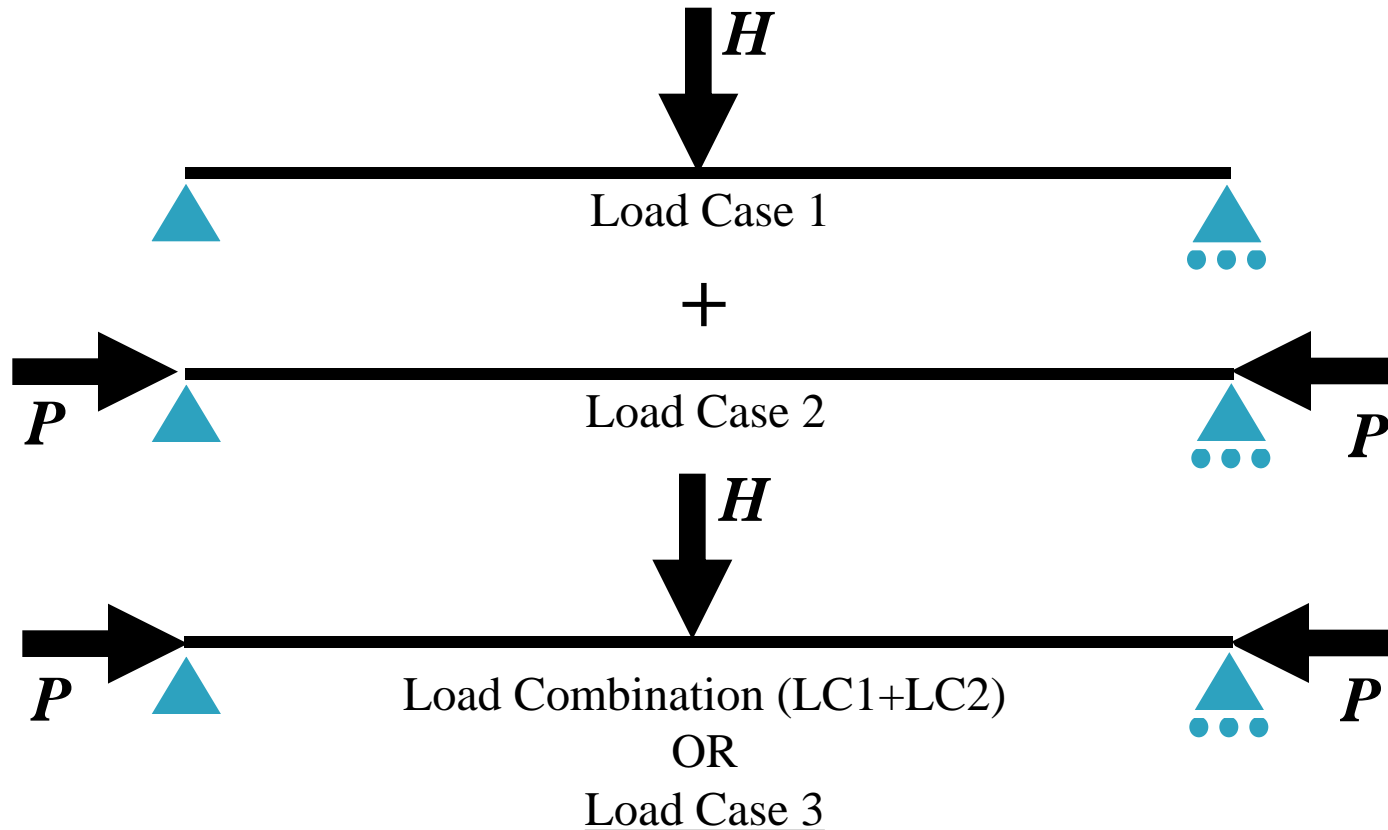 H
Load Case 1
+
P
Load Case 2
P
H
P
Load Combination (LC1+LC2)
P
OR
Load Case 3